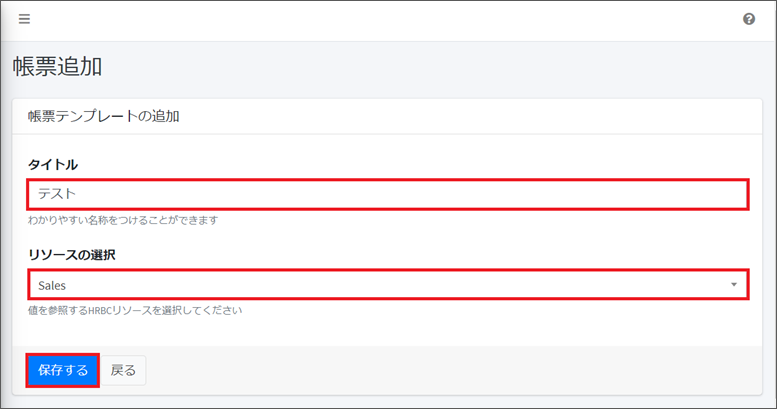 帳票追加
帳票テンプレートの追加
タイトル
テスト
わかりやすい名称をつけることができます
リソースの選択
Sales
値を参照するHRBCリソースを選択してください
保存する 戻る